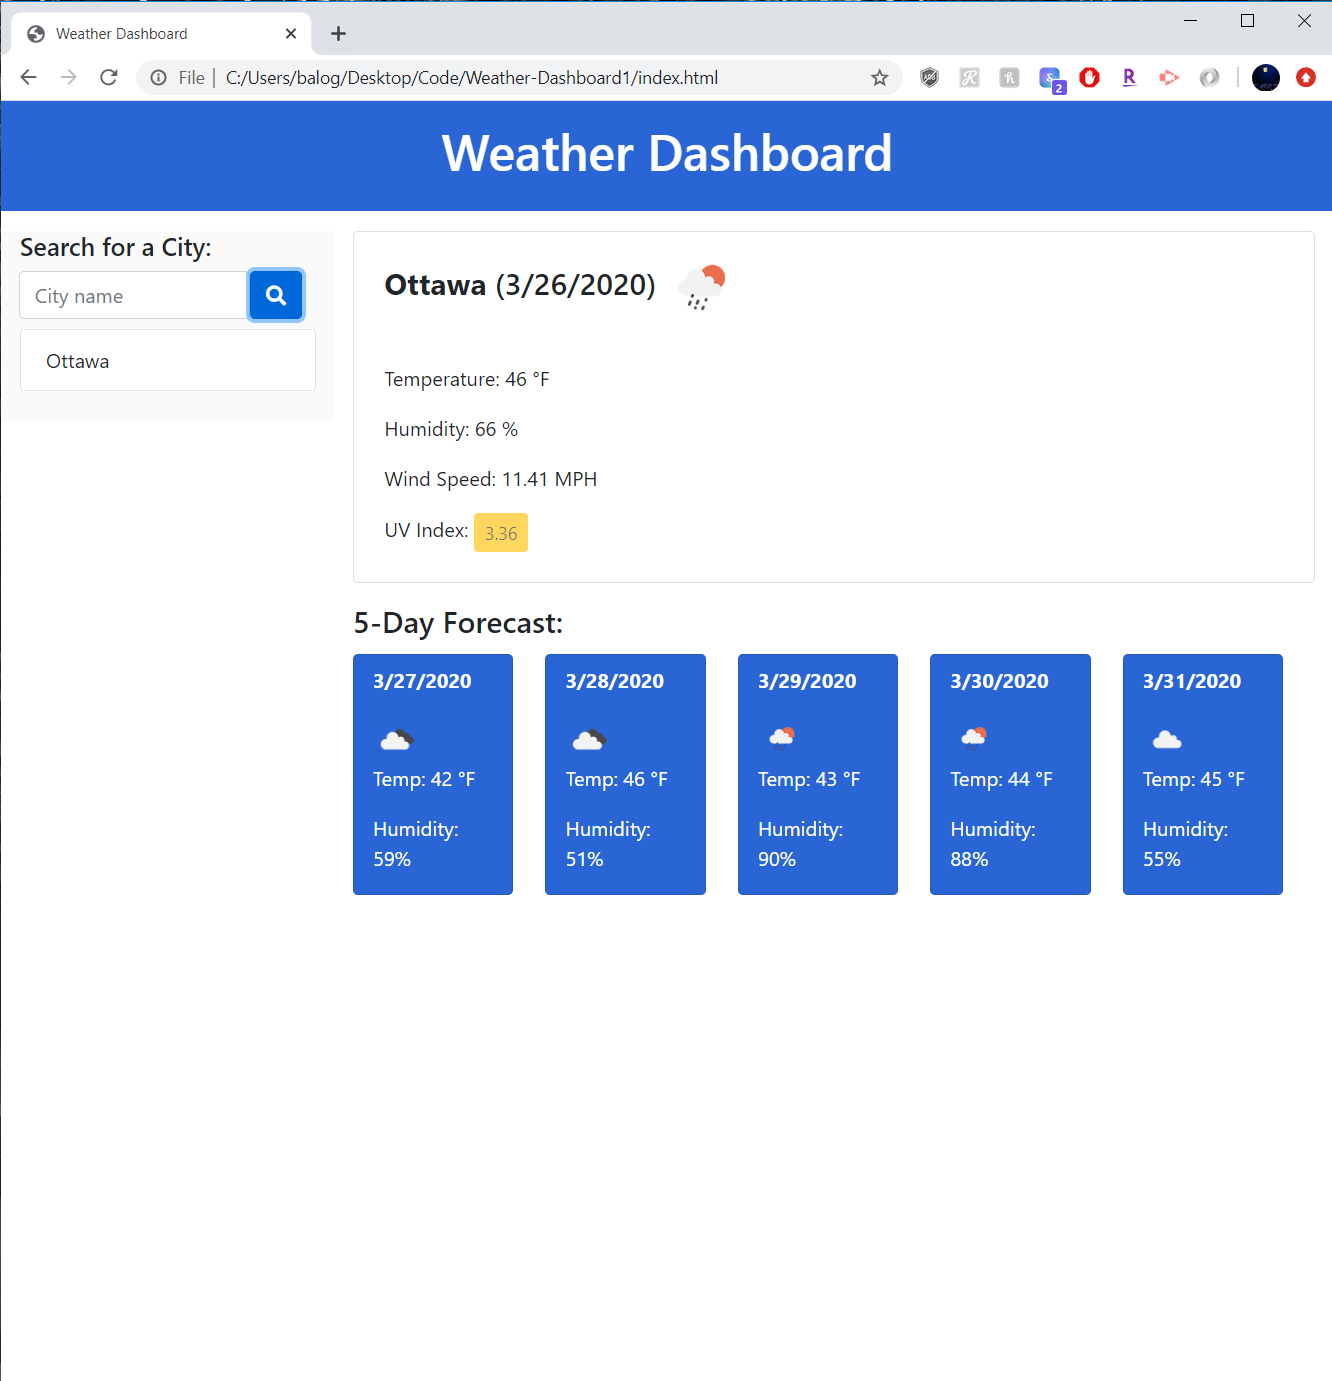 Weather Dashboard
File | C:/Users/balog/Desktop/Code/Weather-Dashboard1/index.html
2
Weather Dashboard
Search for a City:
City name
Ottawa
Ottawa (3/26/2020)
Temperature: 46 °F
Humidity: 66 %
Wind Speed: 11.41 MPH
UV Index: 3.36
5-Day Forecast:
3/27/2020
Temp: 42 °F
Humidity:
59%
3/28/2020
Temp: 46 °F
Humidity:
51%
3/29/2020
Temp: 43 °F
Humidity:
90%
3/30/2020
Temp: 44 °F
Humidity:
88%
3/31/2020
Temp: 45 °F
Humidity:
55%